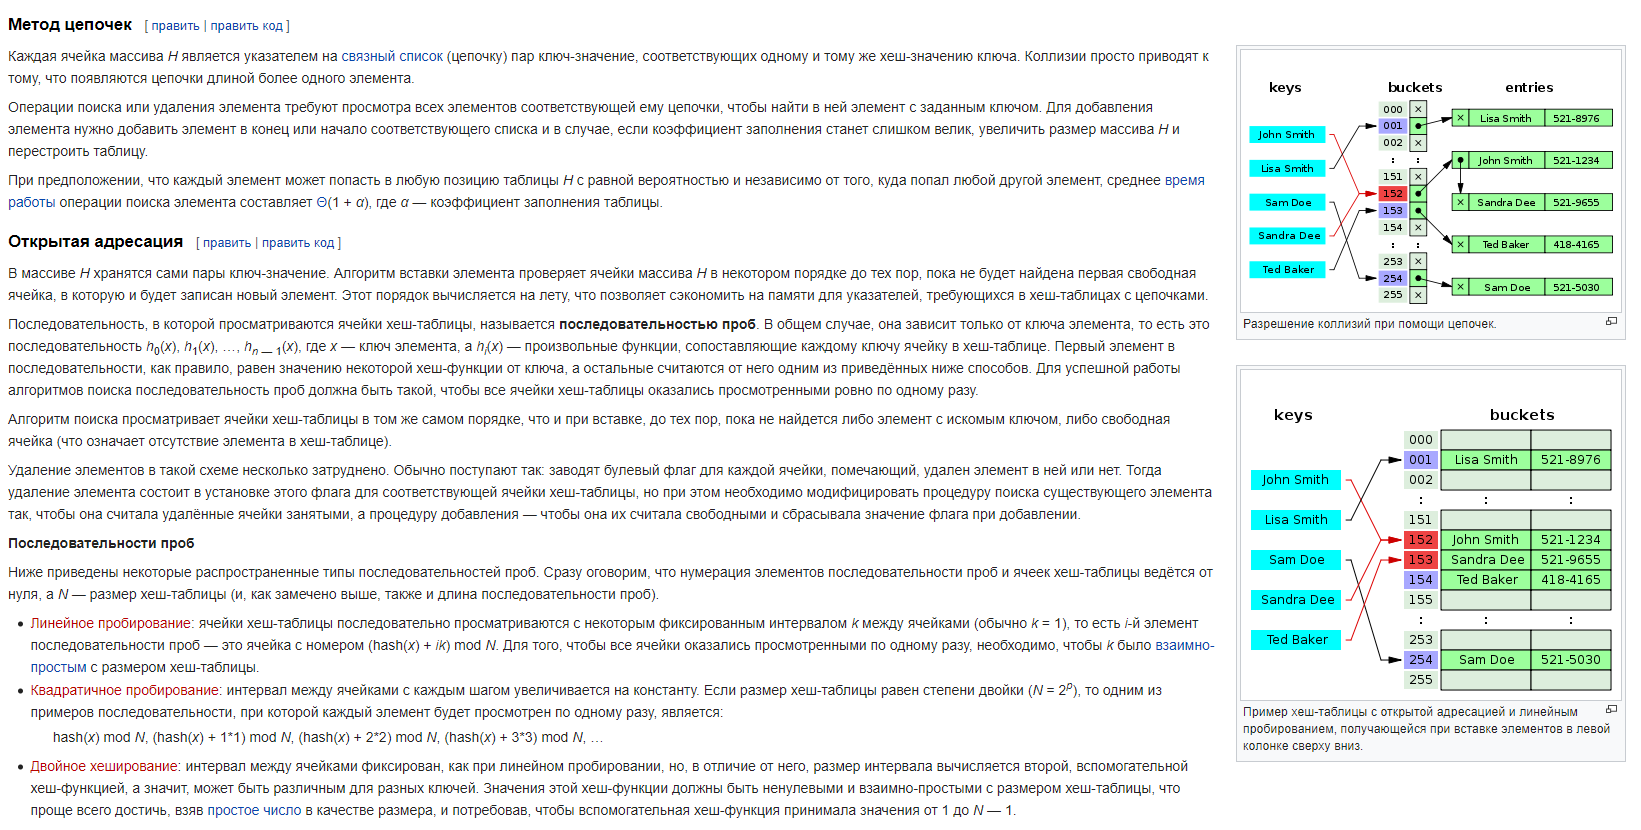 Метод цепочек [ править | править код ]
Каждая ячейка массива H является указателем на связный список (цепочку) пар ключ-значение, соответствующих одному и тому же хеш-значению ключа. Коллизии просто приводят к
тому, что появляются цепочки длиной более одного элемента.
Операции поиска или удаления элемента требуют просмотра всех элементов соответствующей ему цепочки, чтобы найти в ней элемент с заданным ключом. Для добавления
элемента нужно добавить элемент в конец или начало соответствующего списка и в случае, если коэффициент заполнения станет слишком велик, увеличить размер массива H и
перестроить таблицу.
При предположении, что каждый элемент может попасть в любую позицию таблицы H с равной вероятностью и независимо от того, куда попал любой другой элемент, среднее время
работы операции поиска элемента составляет Θ(1 + α), где α — коэффициент заполнения таблицы.
Открытая адресация [ править | править код ]
В массиве H хранятся сами пары ключ-значение. Алгоритм вставки элемента проверяет ячейки массива H в некотором порядке до тех пор, пока не будет найдена первая свободная
ячейка, в которую и будет записан новый элемент. Этот порядок вычисляется на лету, что позволяет сэкономить на памяти для указателей, требующихся в хеш-таблицах с цепочками.
Последовательность, в которой просматриваются ячейки хеш-таблицы, называется последовательностью проб. В общем случае, она зависит только от ключа элемента, то есть это
последовательность h0(x), h1(x), …, hn — 1(x), где x — ключ элемента, а hi(x) — произвольные функции, сопоставляющие каждому ключу ячейку в хеш-таблице. Первый элемент в
последовательности, как правило, равен значению некоторой хеш-функции от ключа, а остальные считаются от него одним из приведённых ниже способов. Для успешной работы
алгоритмов поиска последовательность проб должна быть такой, чтобы все ячейки хеш-таблицы оказались просмотренными ровно по одному разу.
Алгоритм поиска просматривает ячейки хеш-таблицы в том же самом порядке, что и при вставке, до тех пор, пока не найдется либо элемент с искомым ключом, либо свободная
ячейка (что означает отсутствие элемента в хеш-таблице).
Удаление элементов в такой схеме несколько затруднено. Обычно поступают так: заводят булевый флаг для каждой ячейки, помечающий, удален элемент в ней или нет. Тогда
удаление элемента состоит в установке этого флага для соответствующей ячейки хеш-таблицы, но при этом необходимо модифицировать процедуру поиска существующего элемента
так, чтобы она считала удалённые ячейки занятыми, а процедуру добавления — чтобы она их считала свободными и сбрасывала значение флага при добавлении.
Последовательности проб
Ниже приведены некоторые распространенные типы последовательностей проб. Сразу оговорим, что нумерация элементов последовательности проб и ячеек хеш-таблицы ведётся от
нуля, а N — размер хеш-таблицы (и, как замечено выше, также и длина последовательности проб).
• Линейное пробирование: ячейки хеш-таблицы последовательно просматриваются с некоторым фиксированным интервалом k между ячейками (обычно k = 1), то есть i-й элемент
последовательности проб — это ячейка с номером (hash(x) + ik) mod N. Для того, чтобы все ячейки оказались просмотренными по одному разу, необходимо, чтобы k было взаимно-
простым с размером хеш-таблицы.
• Квадратичное пробирование: интервал между ячейками с каждым шагом увеличивается на константу. Если размер хеш-таблицы равен степени двойки (N = 2^p), то одним из
примеров последовательности, при которой каждый элемент будет просмотрен по одному разу, является:
hash(x) mod N, (hash(x) + 1*1) mod N, (hash(x) + 2*2) mod N, (hash(x) + 3*3) mod N, …
• Двойное хеширование: интервал между ячейками фиксирован, как при линейном пробировании, но, в отличие от него, размер интервала вычисляется второй, вспомогательной
хеш-функцией, а значит, может быть различным для разных ключей. Значения этой хеш-функции должны быть ненулевыми и взаимно-простыми с размером хеш-таблицы, что
проще всего достичь, взяв простое число в качестве размера, и потребовав, чтобы вспомогательная хеш-функция принимала значения от 1 до N — 1.
keys buckets entries
000
001 Lisa Smith 521-8976
John Smith
002
: :
John Smith 521-1234
Lisa Smith
151
152
Sam Doe
Sandra Dee 521-9655
153
154
Sandra Dee
: :
Ted Baker 418-4165
253
Ted Baker
254
Sam Doe 521-5030
255
Разрешение коллизий при помощи цепочек.
keys buckets
000
001 Lisa Smith 521-8976
John Smith 002
: : :
Lisa Smith 151
152 John Smith 521-1234
Sam Doe 153 Sandra Dee 521-9655
154 Ted Baker 418-4165
Sandra Dee 155
: : :
Ted Baker 253
254 Sam Doe 521-5030
255
Пример хеш-таблицы с открытой адресацией и линейным
пробированием, получающейся при вставке элементов в левой
колонке сверху вниз.